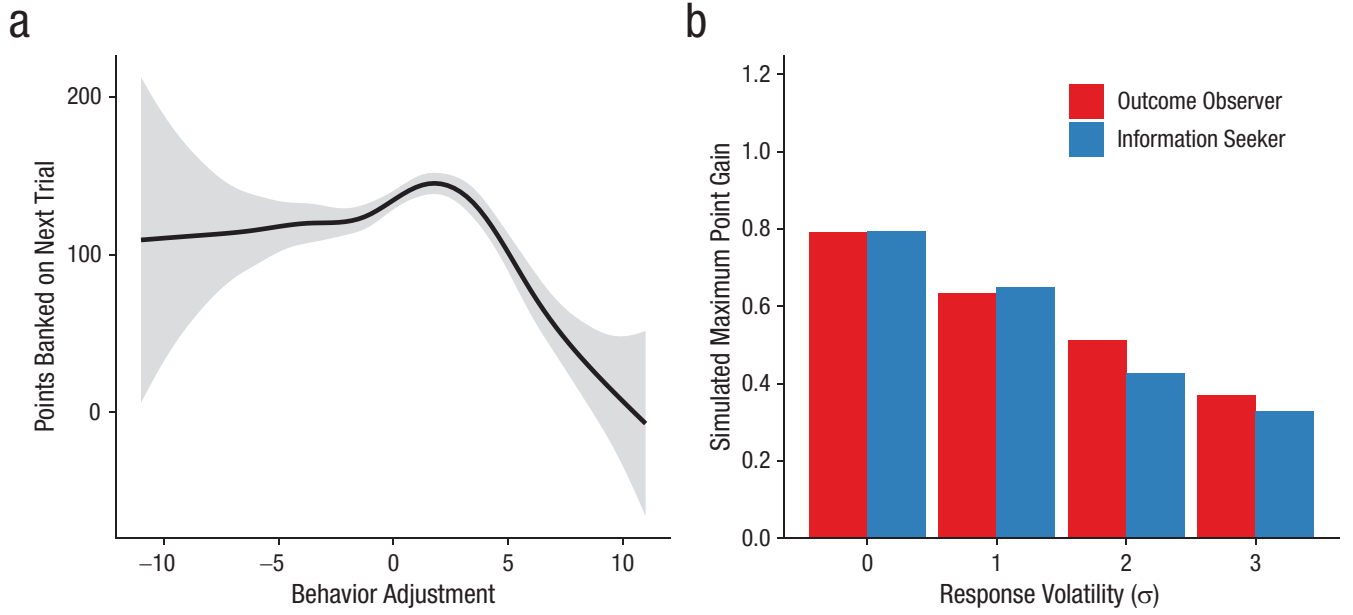 a
Points Banked on Next Trial
200
100
0
−10
−5
0
5
10
Behavior Adjustment
b
Simulated Maximum Point Gain
1.2
1.0
0.8
0.6
0.4
0.2
0.0
Outcome Observer
Information Seeker
0
1
2
3
Response Volatility (σ)